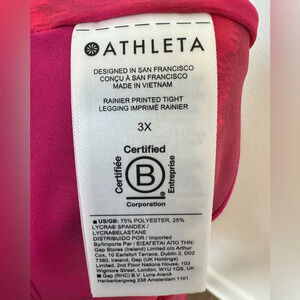 ATHLETA
DESIGNED IN SAN FRANCISCO
CONÇU À SAN FRANCISCO
MADE IN VIETNAM
RAINIER PRINTED TIGHT
LEGGING IMPRIMÉ RAINIER
3X
Certified
Certifiée
B
Entreprise
Corporation
US/GB: 75% POLYESTER, 25%
LYCRA® SPANDEX /
LYCRA®ELASTANE
DISTRIBUIDO POR / Imported
By/Importe Par / ΕΙΣΑΓΕΤΑΙ ΑΠΟ ΤΗΝ:
Gap Stores (Ireland) Limited c/o Arthur
Cox, 10 Earlsfort Terrace, Dublin 2, D02
T380, Ireland, Gap (UK Holdings)
Limited, 2nd Floor Nations House, 103
Wigmore Street, London, W1U 1QS, UK
Gap (RHC) B.V. Luna ArenA
Herikerbergweg 238 Amsterdam 1101